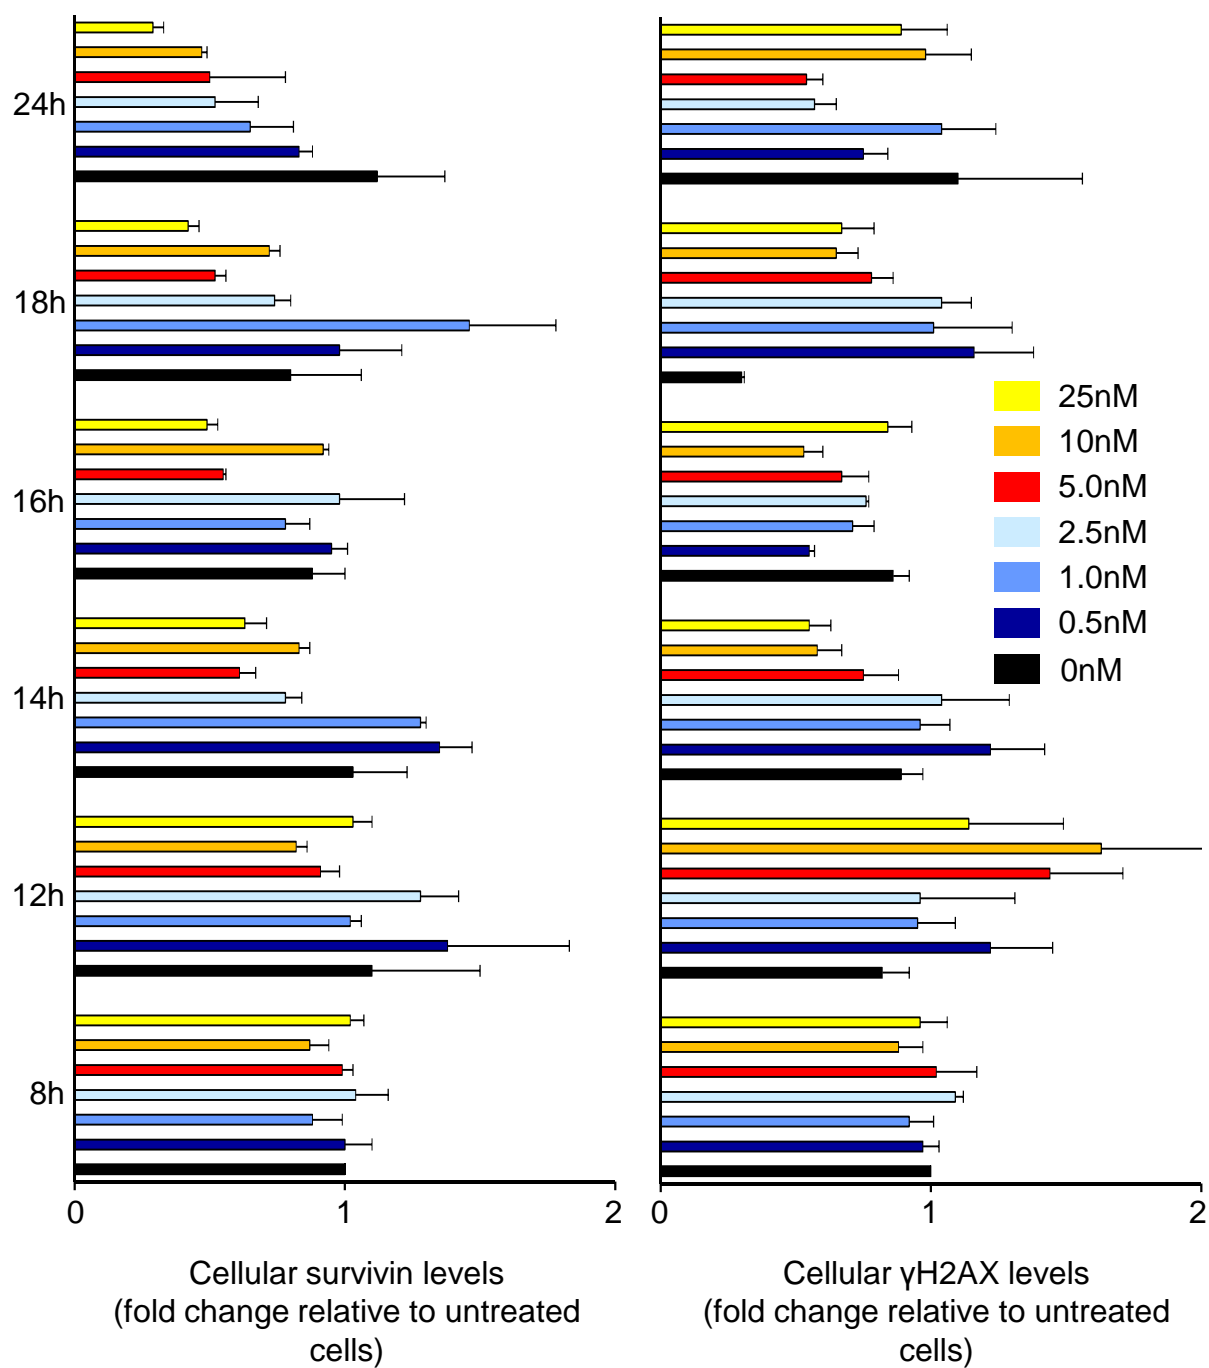 24h
18h
16h
14h
12h
8h
0 1 2
Cellular survivin levels
(fold change relative to untreated
cells)
25nM
10nM
5.0nM
2.5nM
1.0nM
0.5nM
0nM
0 1 2
Cellular γH2AX levels
(fold change relative to untreated
cells)